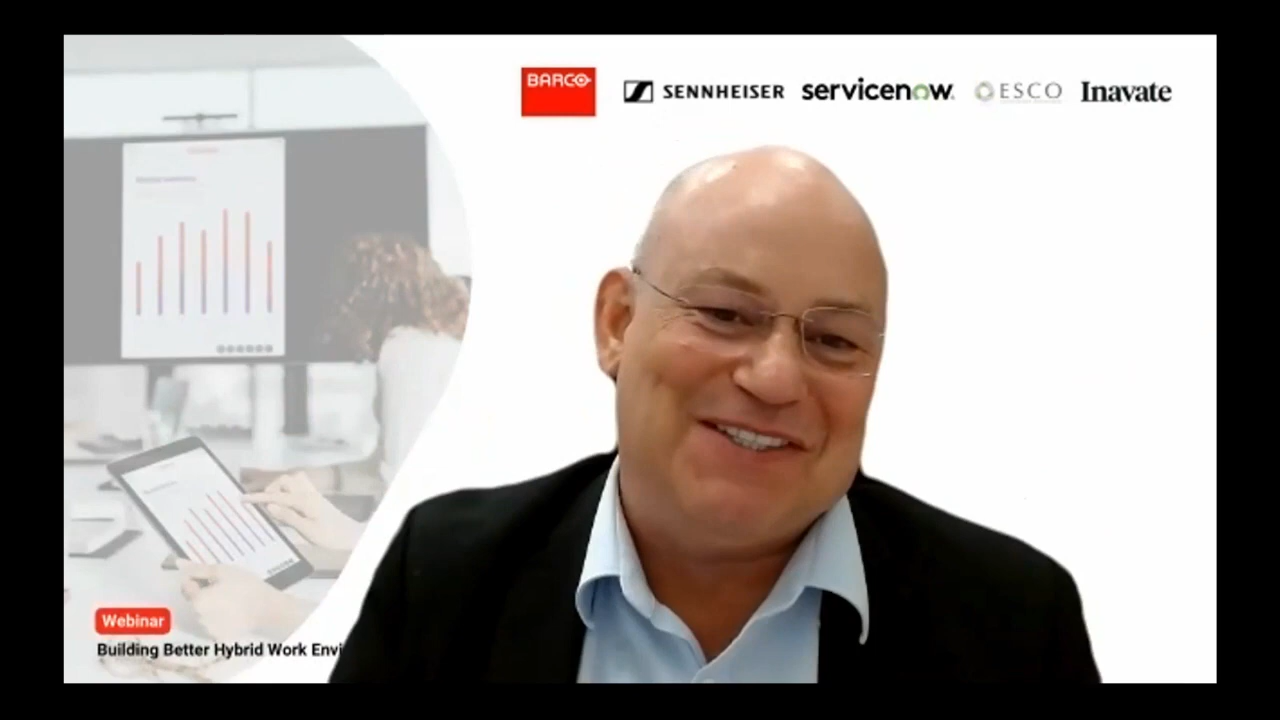 BARCO SENNHEISER servicenow. ESCO Inavate
Webinar
Building Better Hybrid Work Envi